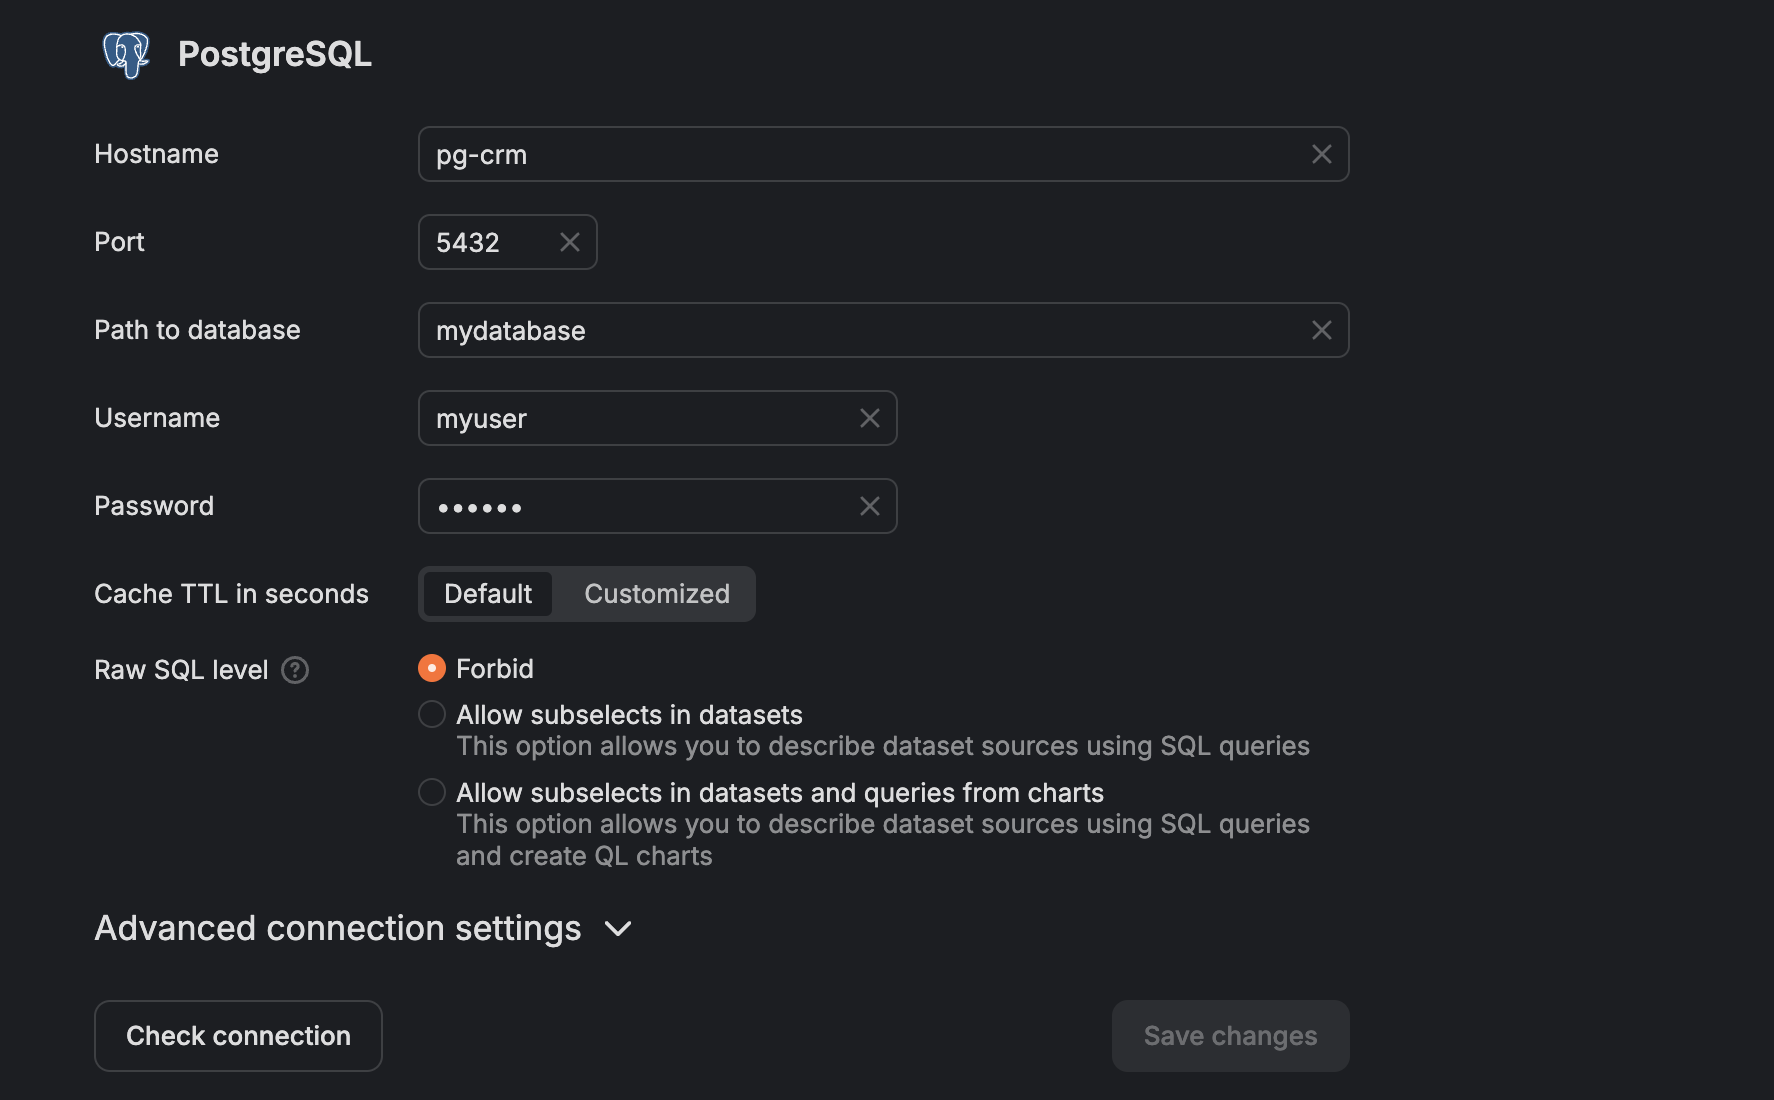 PostgreSQL
Hostname
pg-crm
Port
5432
Path to database
mydatabase
Username
myuser
Password
••••••
Cache TTL in seconds
Default
Customized
Raw SQL level
?
Forbid
Allow subselects in datasets
This option allows you to describe dataset sources using SQL queries
Allow subselects in datasets and queries from charts
This option allows you to describe dataset sources using SQL queries
and create QL charts
Advanced connection settings
Check connection
Save changes